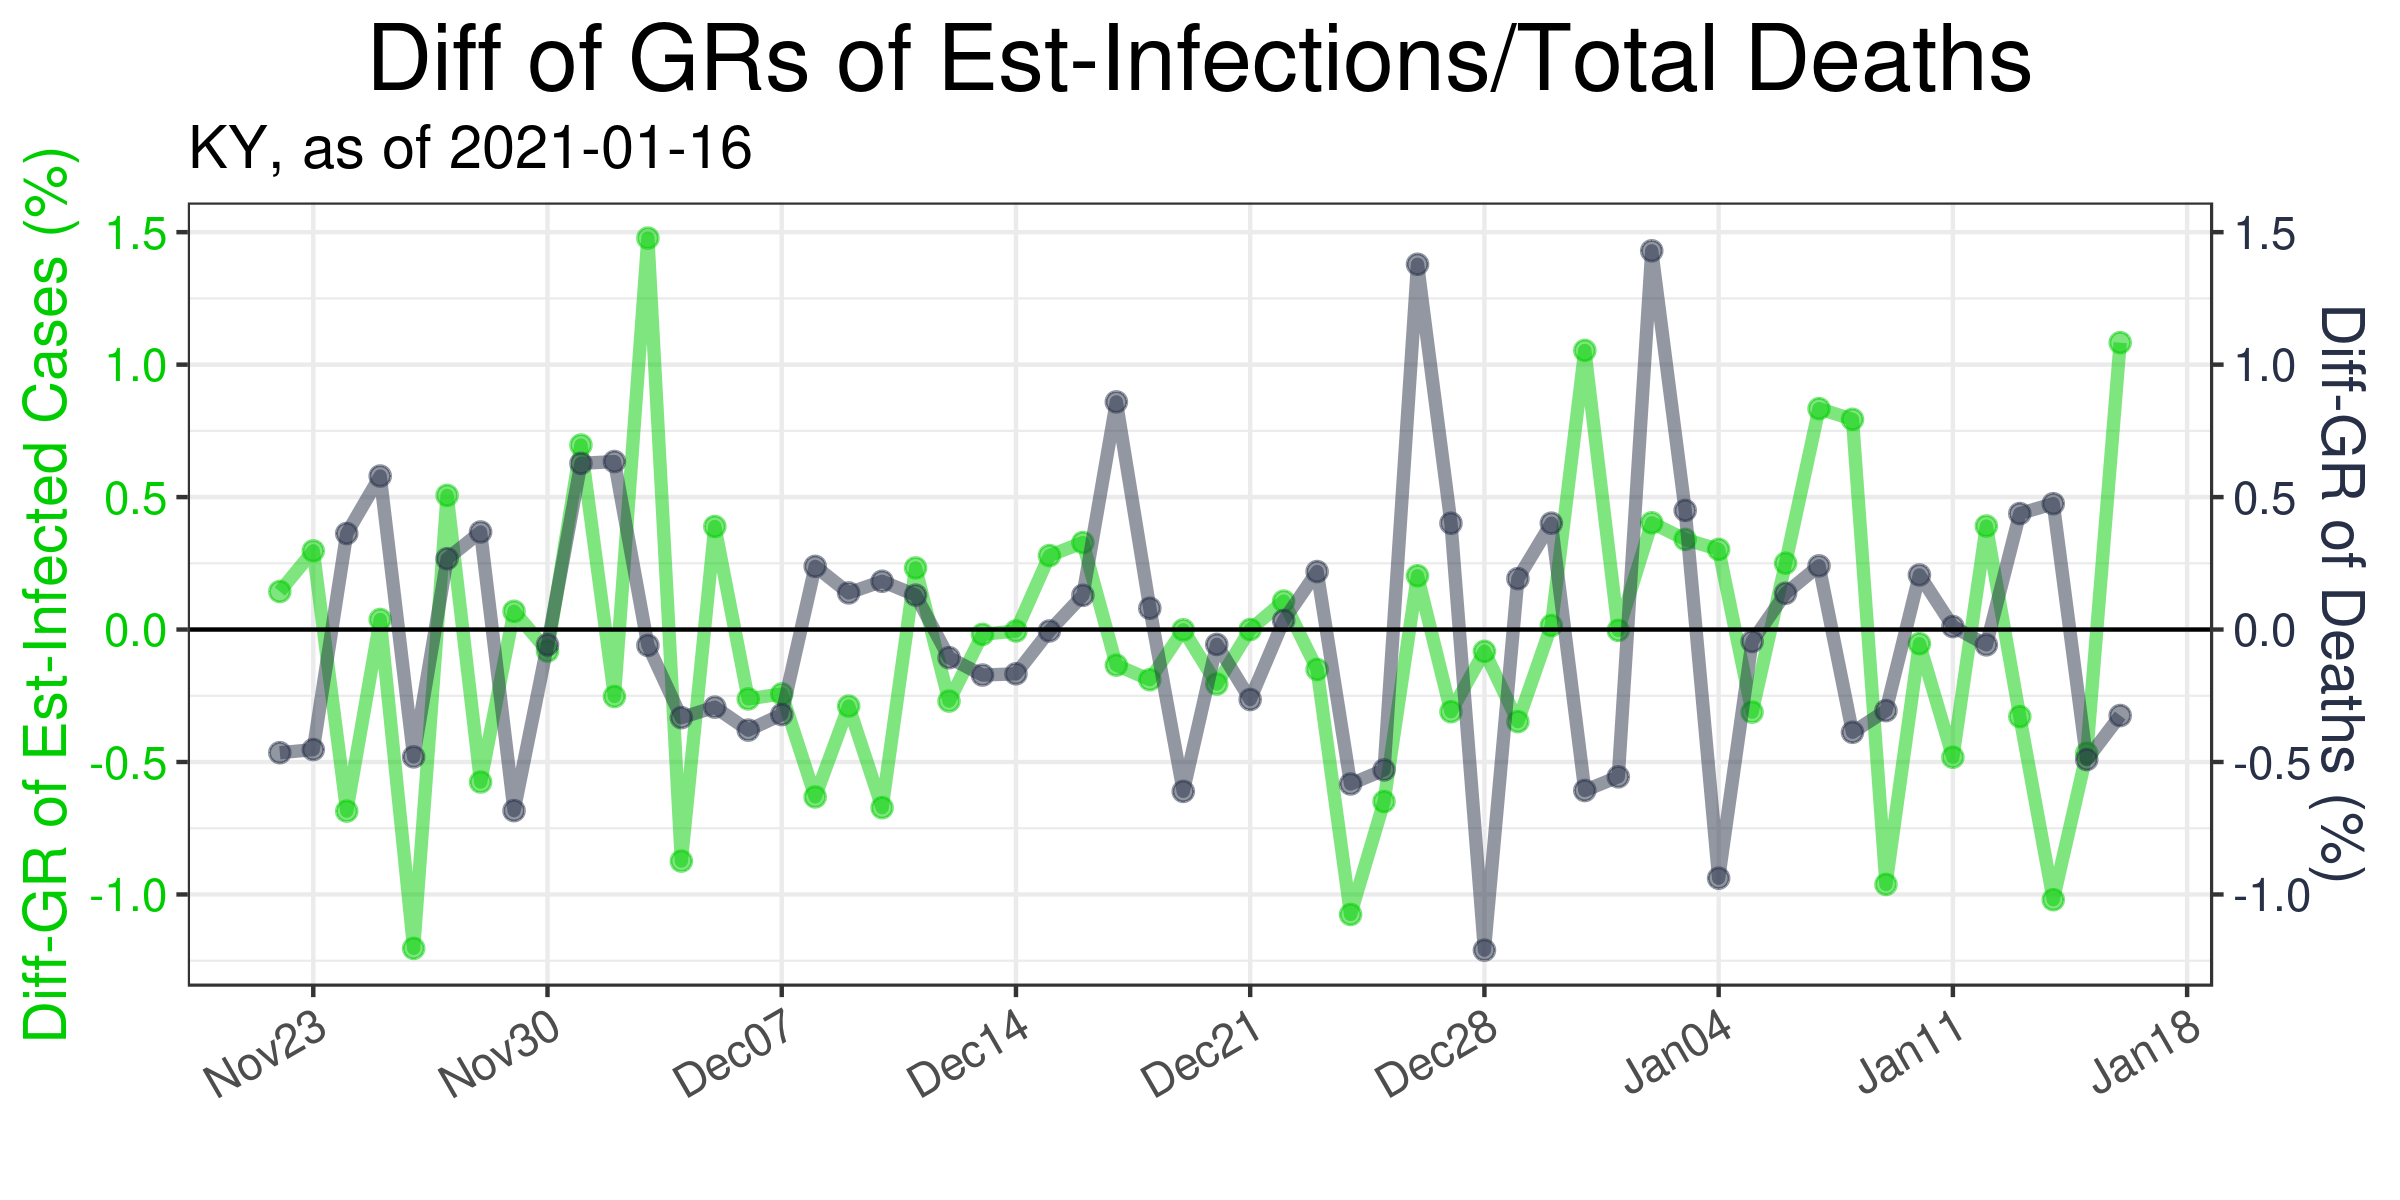 Diff of GRs of Est-Infections/Total Deaths
KY, as of 2021-01-16
Diff-GR of Est-Infected Cases (%)
1.5
1.0
0.5
0.0
-0.5
-1.0
1.5
1.0
0.5
0.0
-0.5
-1.0
Diff-GR of Deaths (%)
Nov23
Nov30
Dec07
Dec14
Dec21
Dec28
Jan04
Jan11
Jan18